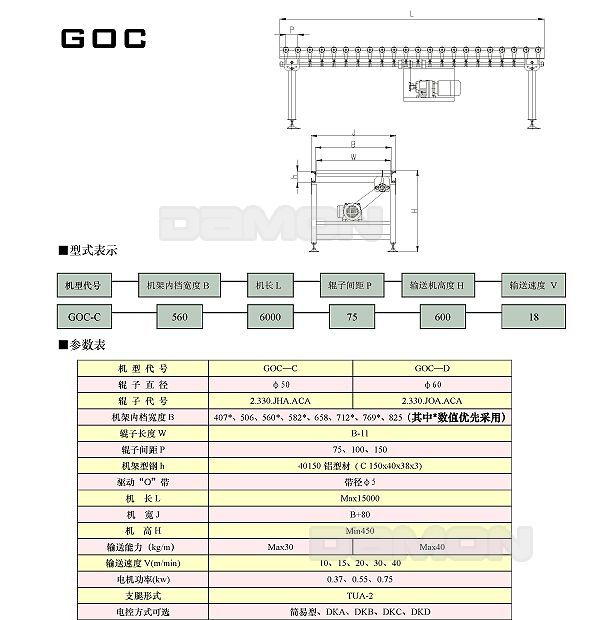 GOC
L
P
J
B
W
h
H
DAMON
■型式表示
机型代号 机架内档宽度 B 机长 L 辊子间距 P 输送机高度 H 输送速度 V
GOC-C 560 6000 75 600 18
■参数表
机 型 代 号 GOC—C GOC—D
辊 子 直 径 φ50 φ60
辊 子 代 号 2.330.JHA.ACA 2.330.JOA.ACA
机架内档宽度B 407*、506、560*、582*、658、712*、769*、825(其中*数值优先采用)
辊子长度 W B-11
辊子间距P 75、100、150
机架型钢 h 40150 铝型材（C 150x40x38x3)
驱动“O”带 带径φ5
机 长L Max15000
机 宽 J B+80
机 高H Min450
输送能力（kg/m） Max30 Max40
输送速度 V(m/min) 10、15、20、30、40
电机功率(kw) 0.37、0.55、0.75
支腿形式 TUA-2
电控方式可选 简易型、DKA、DKB、DKC、DKD
DAMON